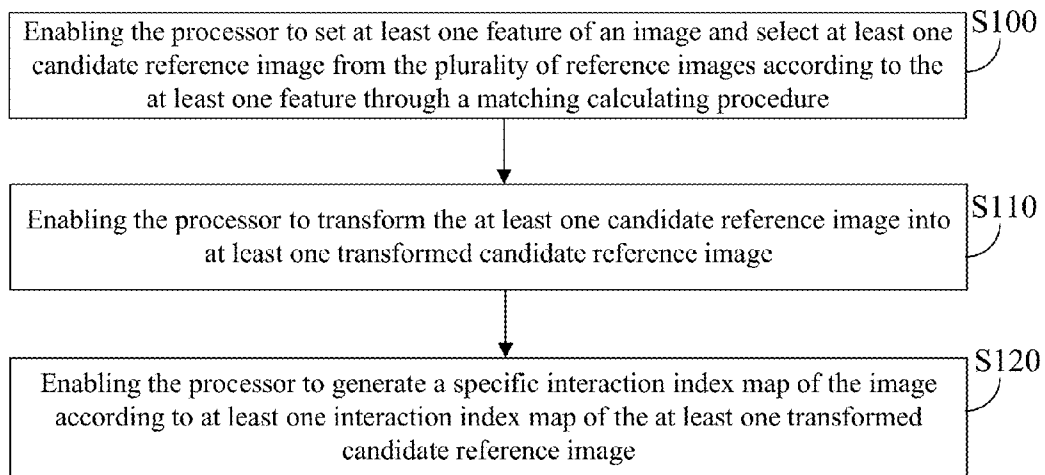 Enabling the processor to set at least one feature of an image and select at least one
candidate reference image from the plurality of reference images according to the
at least one feature through a matching calculating procedure
S100
Enabling the processor to transform the at least one candidate reference image into
at least one transformed candidate reference image
S110
Enabling the processor to generate a specific interaction index map of the image
according to at least one interaction index map of the at least one transformed
candidate reference image
S120